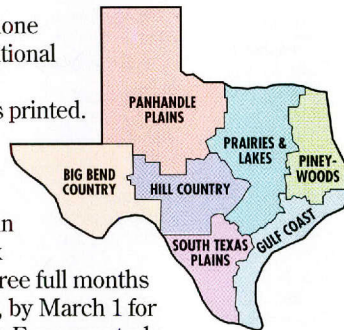 one
tional
s printed.
in
ree full months
, by March 1 for
PANHANDLE
PLAINS
PRAIRIES &
LAKES
PINEY-
WOODS
BIG BEND
COUNTRY
HILL COUNTRY
GULF COAST
SOUTH TEXAS
PLAINS